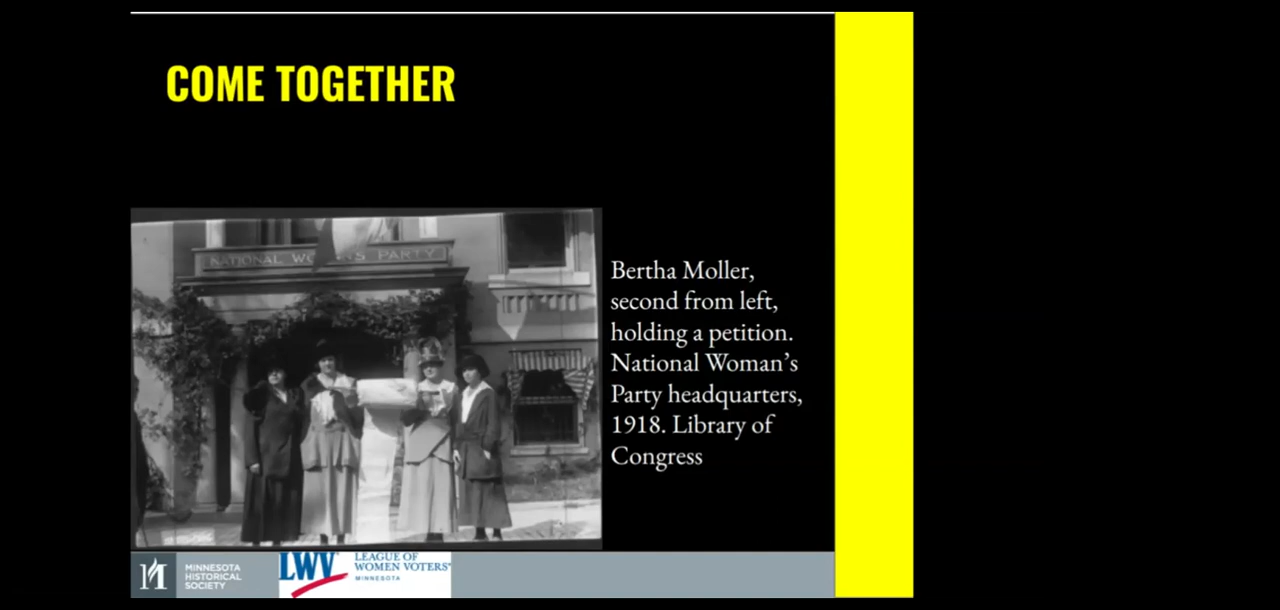 COME TOGETHER
NATIONAL WO S PARTY
Bertha Moller,
second from left,
holding a petition.
National Woman’s
Party headquarters,
1918. Library of
Congress
MINNESOTA
HISTORICAL
SOCIETY
LWV
LEAGUE OF
WOMEN VOTERS®
MINNESOTA